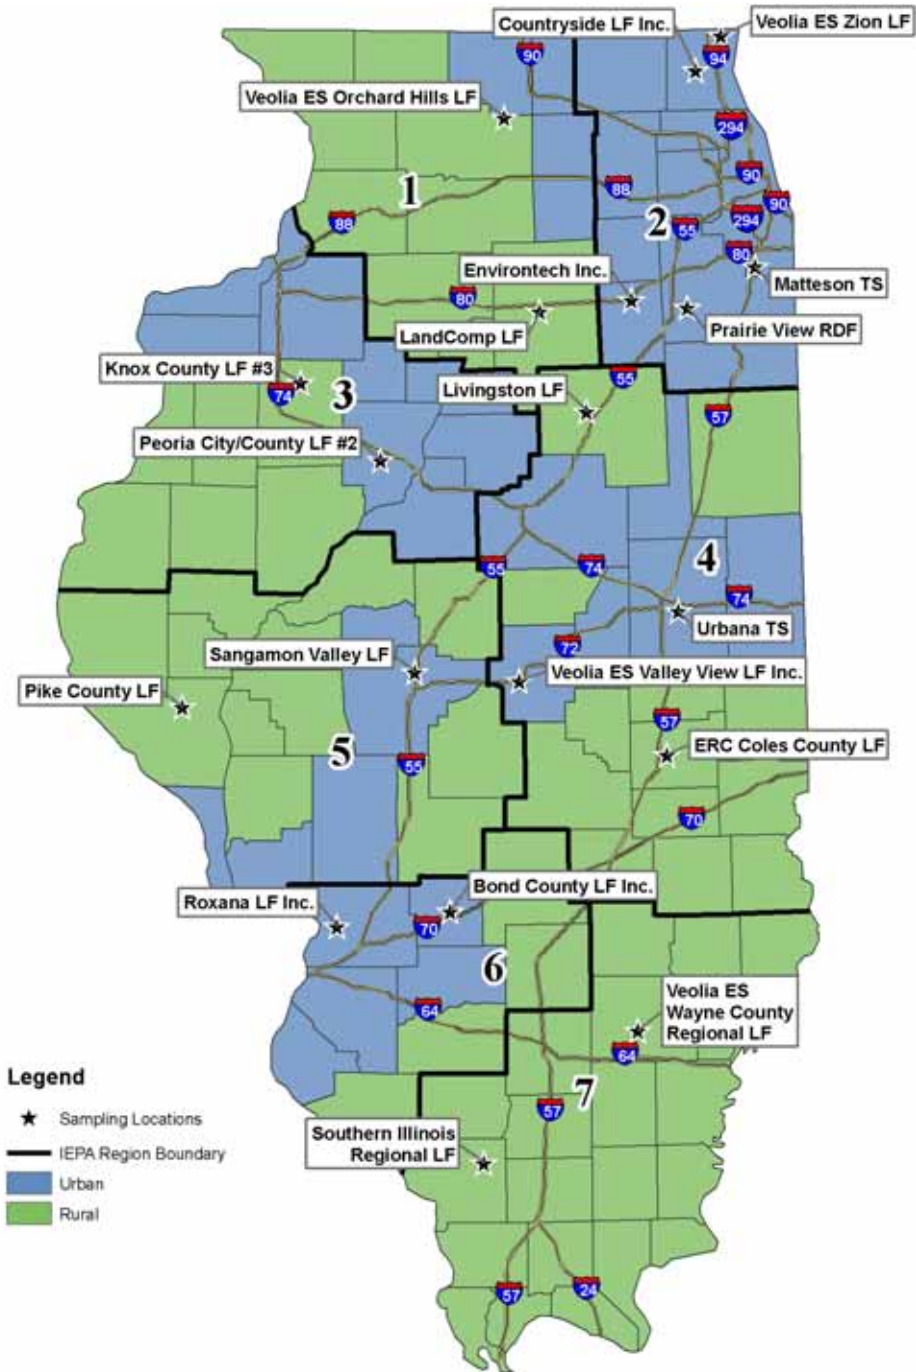 Countryside LF Inc.
Veolia ES Zion LF
90
94
Veolia ES Orchard Hills LF
294
1
90
88
90
2
88
55
294
80
Environtech Inc.
Matteson TS
80
LandComp LF
Prairie View RDF
Knox County LF #3
55
74
3
Livingston LF
57
Peoria City/County LF #2
4
55
74
74
Urbana TS
72
Sangamon Valley LF
Veolia ES Valley View LF Inc.
Pike County LF
57
5
ERC Coles County LF
55
70
Bond County LF Inc.
Roxana LF Inc.
70
6
Veolia ES
Wayne County
Regional LF
64
64
Legend
Sampling Locations
IEPA Region Boundary
Urban
Rural
7
57
Southern Illinois
Regional LF
57
24